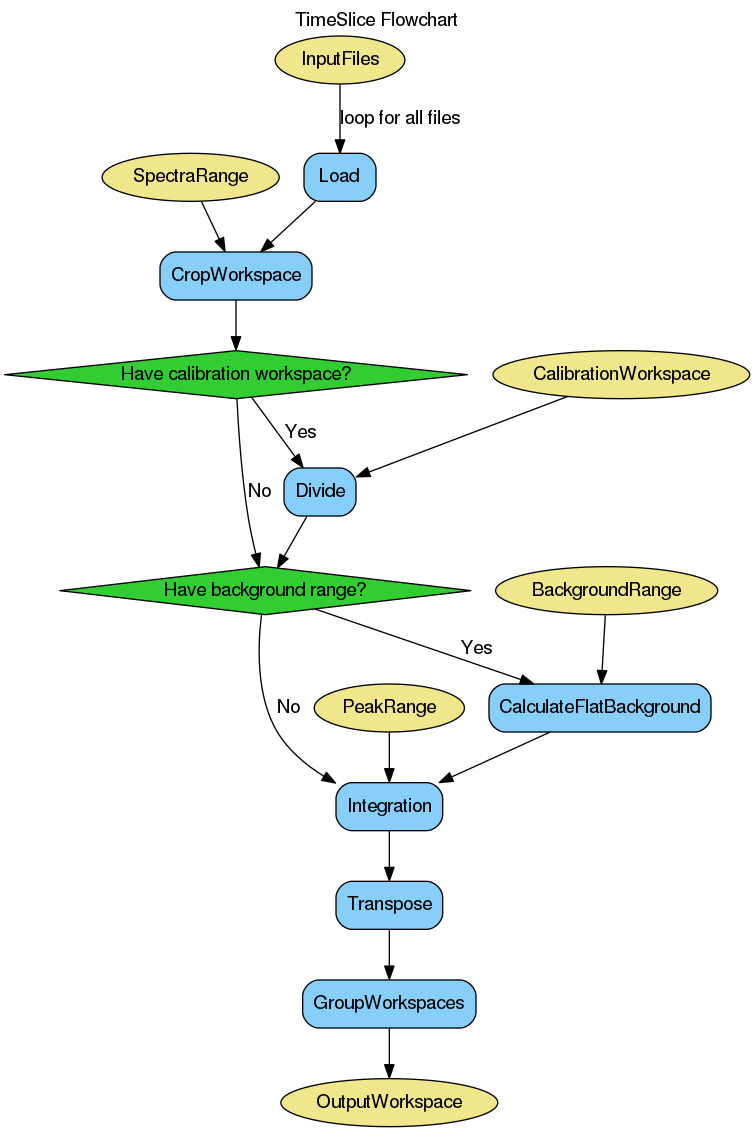 TimeSlice Flowchart
InputFiles
loop for all files
SpectraRange
Load
CropWorkspace
Have calibration workspace?
CalibrationWorkspace
Yes
No
Divide
Have background range?
BackgroundRange
Yes
No
PeakRange
CalculateFlatBackground
Integration
Transpose
GroupWorkspaces
OutputWorkspace